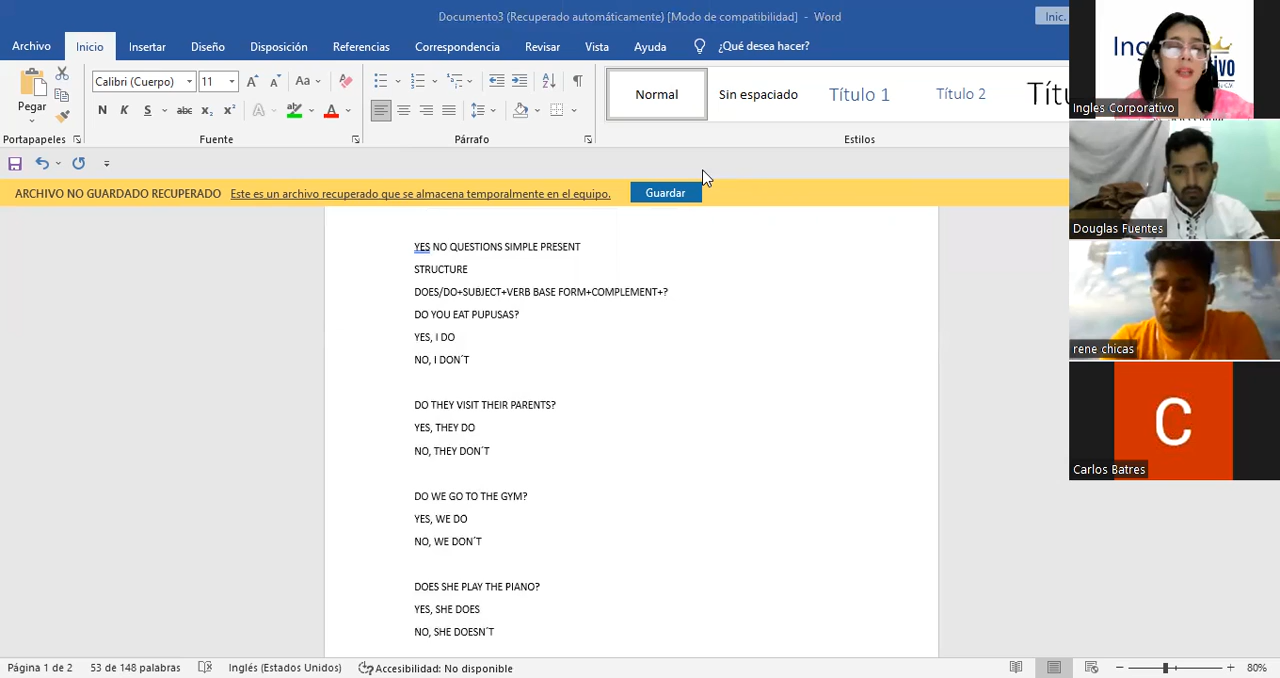 Documento3 (Recuperado automáticamente) [Modo de compatibilidad] - Word
Inic.
Archivo Inicio Insertar Diseño Disposición Referencias Correspondencia Revisar Vista Ayuda ¿Qué desea hacer?
Pegar
Calibri (Cuerpo) 11 Aa
N K S abc x₂ x² A A
Normal Sin espaciado Título 1 Título 2 Títu
Portapapeles Fuente Párrafo Estilos
ARCHIVO NO GUARDADO RECUPERADO Este es un archivo recuperado que se almacena temporalmente en el equipo. Guardar
YES NO QUESTIONS SIMPLE PRESENT
STRUCTURE
DOES/DO+SUBJECT+VERB BASE FORM+COMPLEMENT+?
DO YOU EAT PUPUSAS?
YES, I DO
NO, I DON´T
DO THEY VISIT THEIR PARENTS?
YES, THEY DO
NO, THEY DON´T
DO WE GO TO THE GYM?
YES, WE DO
NO, WE DON´T
DOES SHE PLAY THE PIANO?
YES, SHE DOES
NO, SHE DOESN´T
Página 1 de 2 53 de 148 palabras Inglés (Estados Unidos) Accesibilidad: No disponible 80%
Ingles Corporativo
Douglas Fuentes
rene chicas
C
Carlos Batres